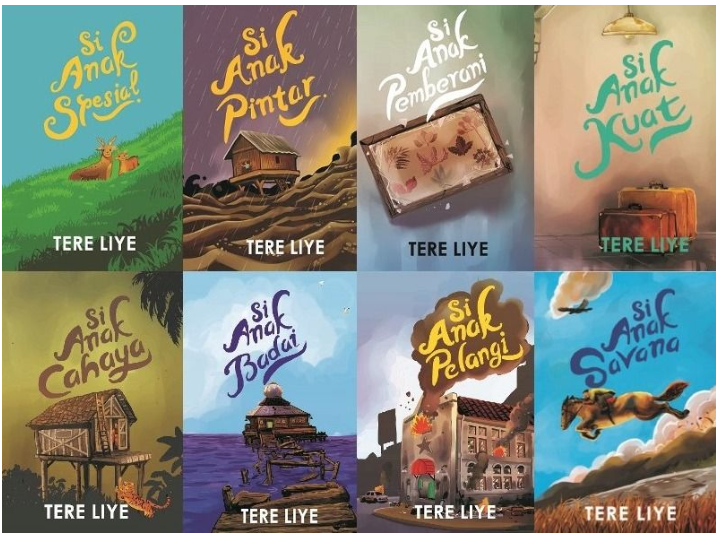 Si
Anak
Spesial
TERE LIYE
Si
Anak
Pintar
TERE LIYE
Si
Anak
Pemberani
TERE LIYE
Si
Anak
Kuat
TERE LIYE
Si
Anak
Cahaya
TERE LIYE
Si
Anak
Badai
TERE LIYE
Si
Anak
Pelangi
TERE LIYE
Si
Anak
Savana
TERE LIYE